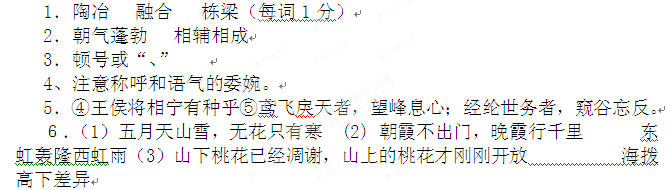 1．陶冶 融合 栋梁（每词1分）
2．朝气蓬勃 相辅相成
3．顿号或“、”
4、注意称呼和语气的委婉。
5．④王侯将相宁有种乎⑤鸢飞戾天者，望峰息心；经纶世务者，窥谷忘反。
6．（1）五月天山雪，无花只有寒 (2) 朝霞不出门，晚霞行千里 东
虹轰隆西虹雨（3）山下桃花已经凋谢，山上的桃花才刚刚开放 海拨
高下差异